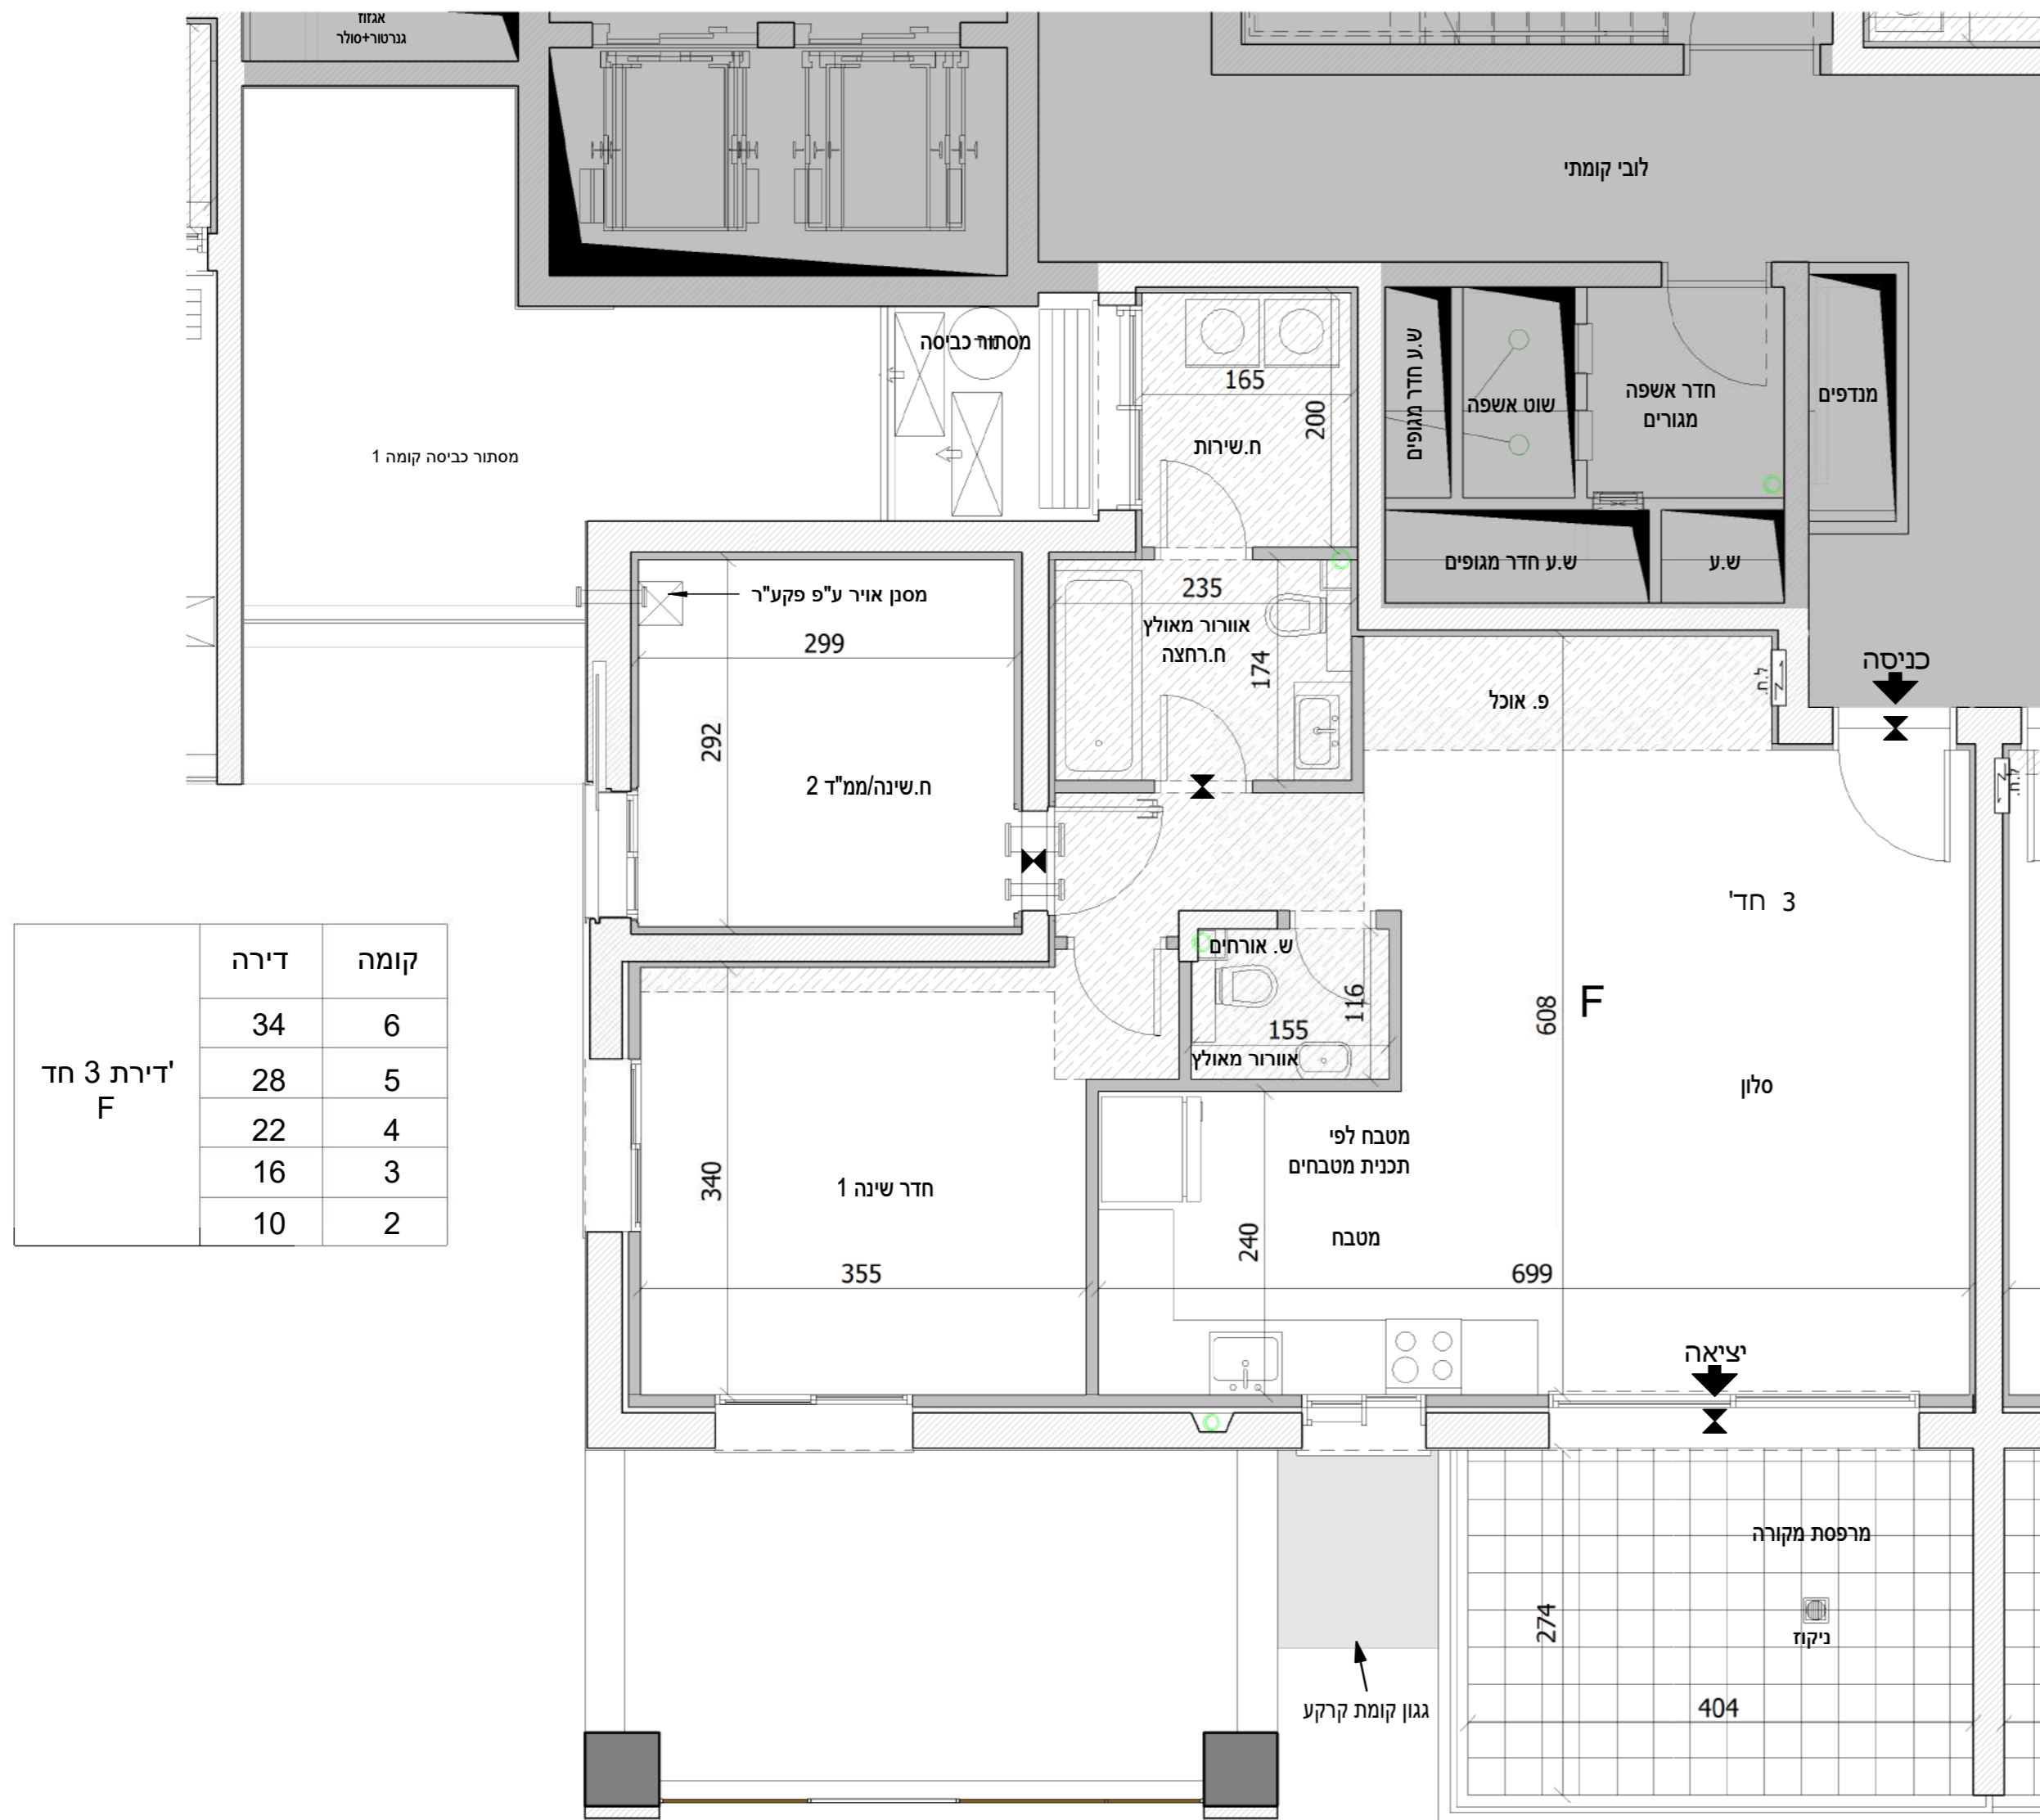 אגזוז
גנרטור+סולר
לובי קומתי
מסתור כביסה
165
200
ח.שירות
ש.ע חדר מגופים
שוט אשפה
חדר אשפה
מגורים
מנדפים
מסתור כביסה קומה 1
ש.ע חדר מגופים
ש.ע
מסנן אויר ע"פ פקע"ר
299
292
ח.שינה/ממ"ד 2
235
אוורור מאולץ
ח.רחצה
174
פ. אוכל
ל.ח.
כניסה
ל.ח.
3 חד'
F
608
סלון
ש. אורחים
116
155
אוורור מאולץ
קומה דירה
6 34
5 28
4 22
3 16
2 10
דירת 3 חד'
F
340
חדר שינה 1
355
מטבח לפי
תכנית מטבחים
מטבח
240
699
יציאה
מרפסת מקורה
274
ניקוז
404
גגון קומת קרקע